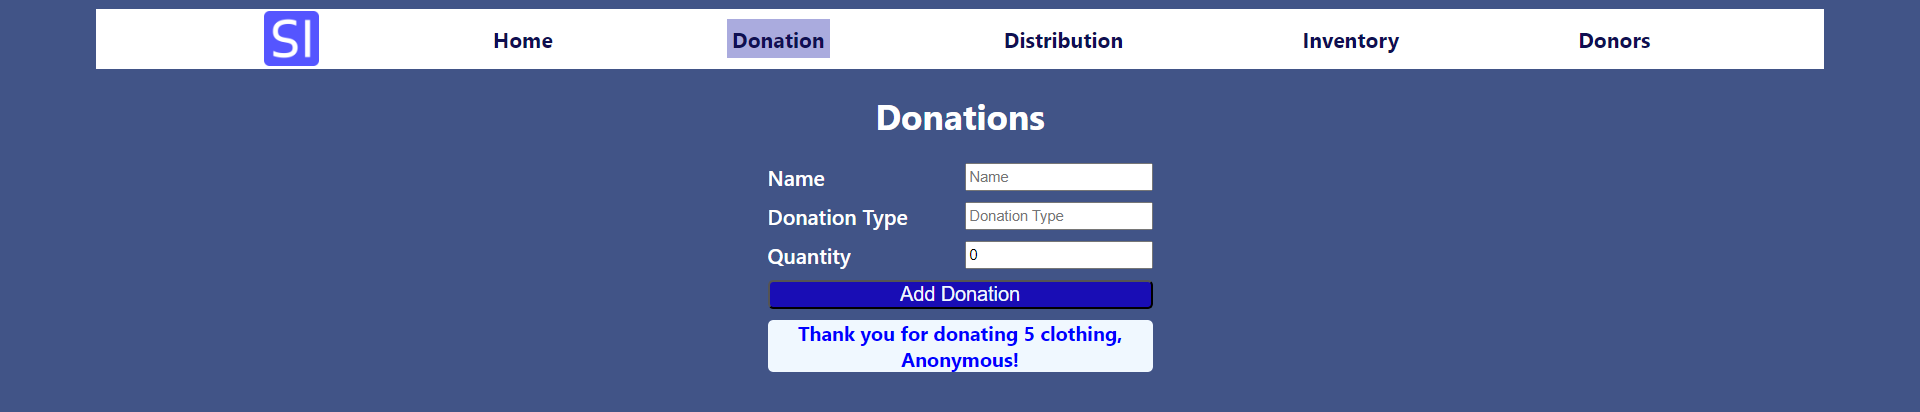 SI Home Donation Distribution Inventory Donors
Donations
Name Name
Donation Type Donation Type
Quantity 0
Add Donation
Thank you for donating 5 clothing,
Anonymous!